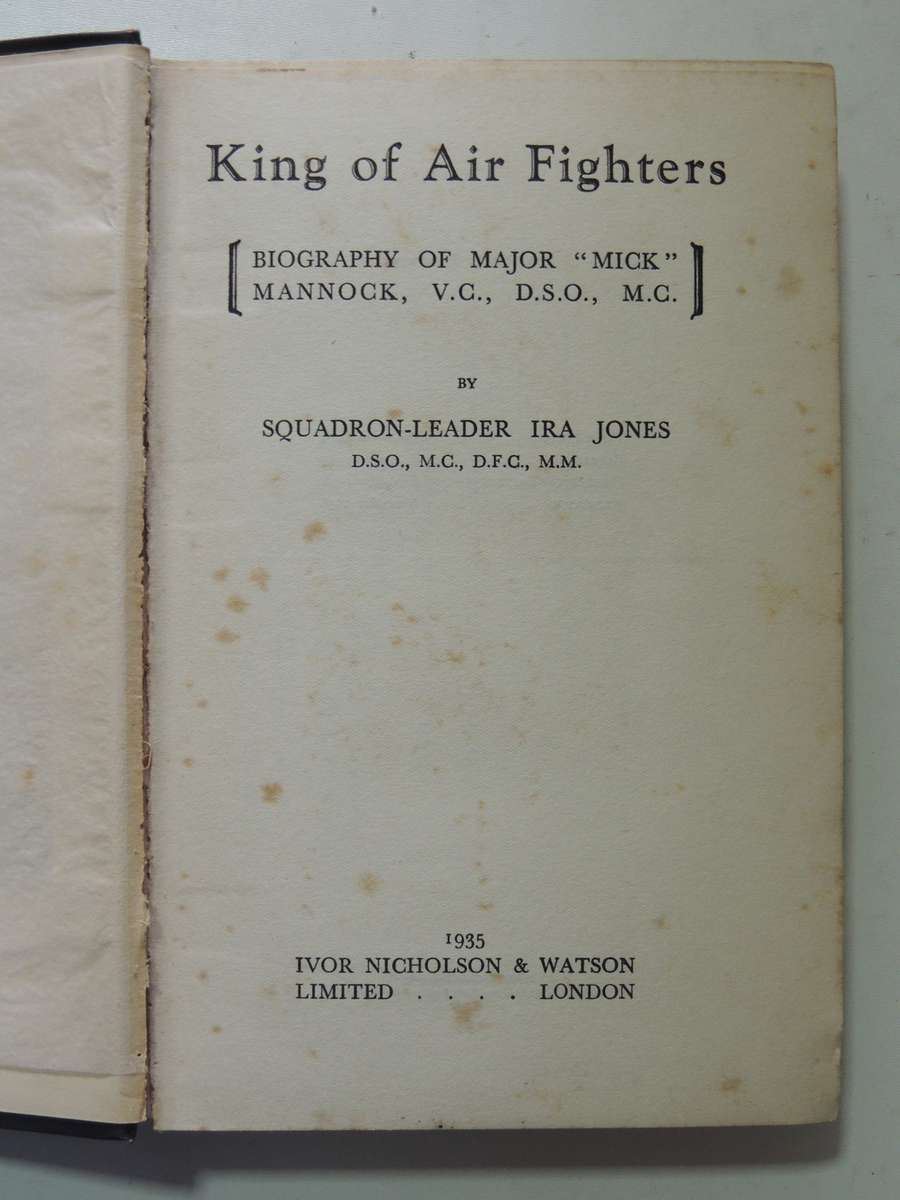 King of Air Fighters
BIOGRAPHY OF MAJOR “MICK”
MANNOCK, V.C., D.S.O., M.C.
BY
SQUADRON-LEADER IRA JONES
D.S.O., M.C., D.F.C., M.M.
1935
IVOR NICHOLSON & WATSON
LIMITED . . . . LONDON